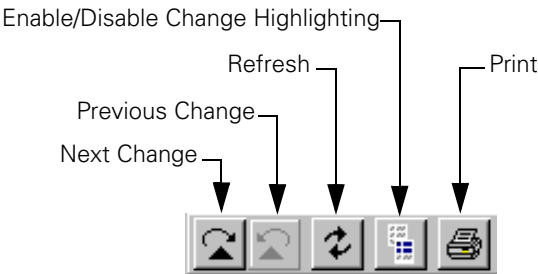 Enable/Disable Change Highlighting
Refresh
Print
Previous Change
Next Change